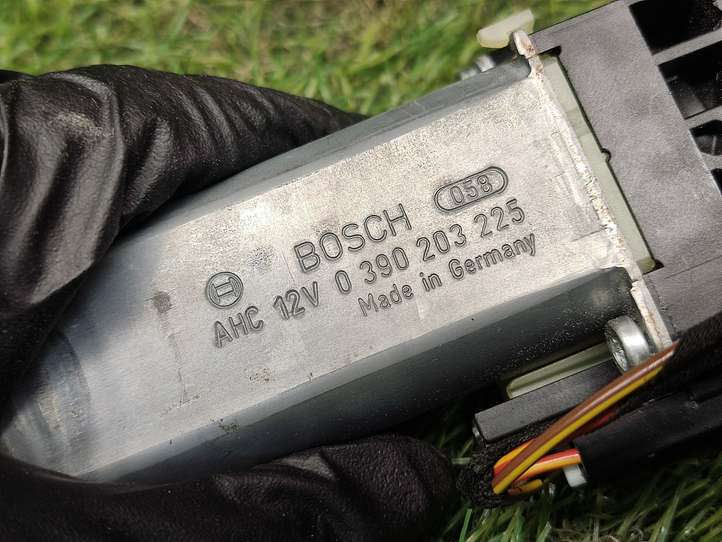 058
BOSCH
AHC 12V 0 390 203 225
Made in Germany